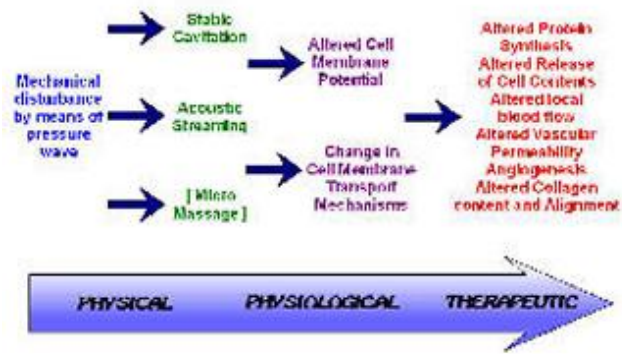 Mechanical
disturbance
by means of
pressure
wave
Stable
Cavitation
Acoustic
Streaming
[ Micro
Massage ]
Altered Cell
Membrane
Potential
Change in
Cell Membrane
Transport
Mechanisms
Altered Protein
Synthesis
Altered Release
of Cell Contents
Altered local
blood flow
Altered Vascular
Permeability
Angiogenesis
Altered Collagen
content and Alignment
PHYSICAL
PHYSIOLOGICAL
THERAPEUTIC